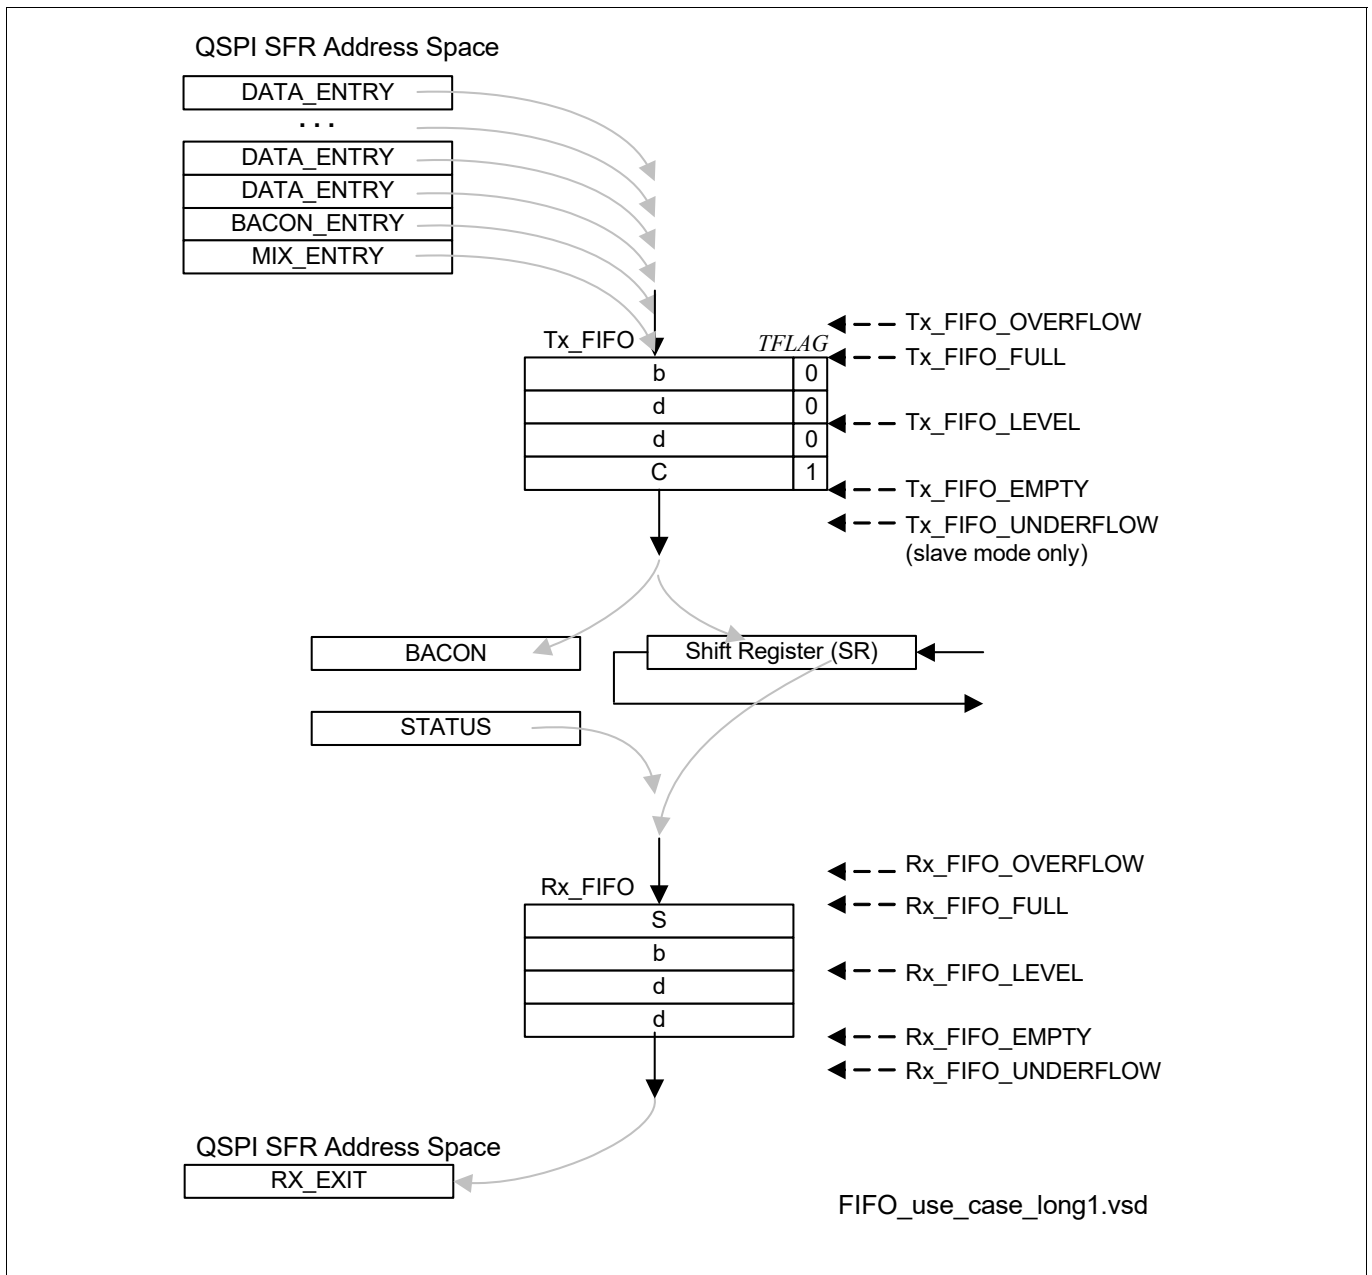 QSPI SFR Address Space
DATA_ENTRY
...
DATA_ENTRY
DATA_ENTRY
BACON_ENTRY
MIX_ENTRY
Tx_FIFO
TFLAG
Tx_FIFO_OVERFLOW
Tx_FIFO_FULL
b 0
d 0
Tx_FIFO_LEVEL
d 0
C 1
Tx_FIFO_EMPTY
Tx_FIFO_UNDERFLOW
(slave mode only)
BACON
Shift Register (SR)
STATUS
Rx_FIFO
Rx_FIFO_OVERFLOW
Rx_FIFO_FULL
S
b
Rx_FIFO_LEVEL
d
d
Rx_FIFO_EMPTY
Rx_FIFO_UNDERFLOW
QSPI SFR Address Space
RX_EXIT
FIFO_use_case_long1.vsd